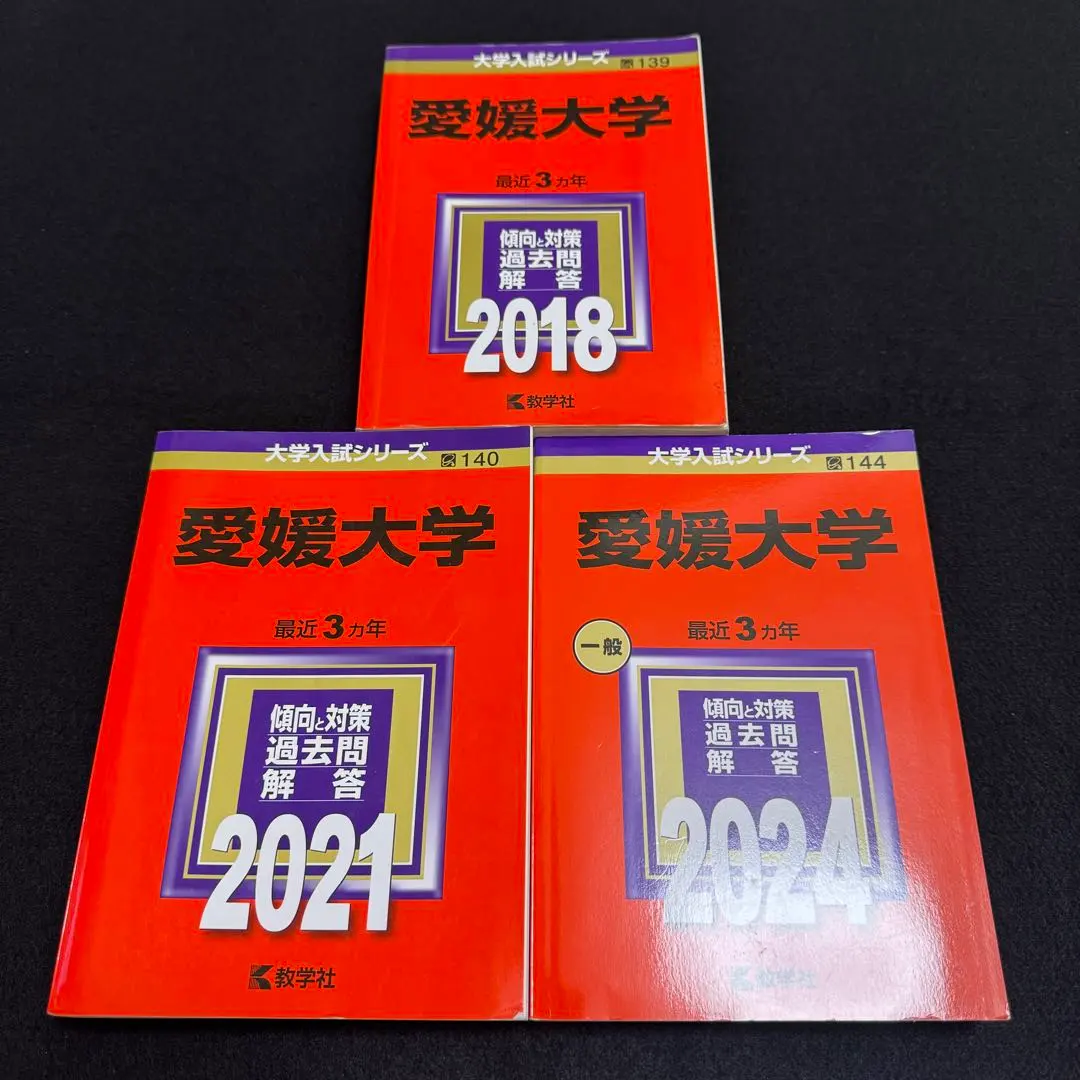 大学入試シリーズ
139
愛媛大学
最近3カ年
傾向と対策
過去問
解答
2018
教学社
大学入試シリーズ
140
愛媛大学
最近3カ年
傾向と対策
過去問
解答
2021
教学社
大学入試シリーズ
144
愛媛大学
最近3カ年
一般
傾向と対策
過去問
解答
2024
教学社